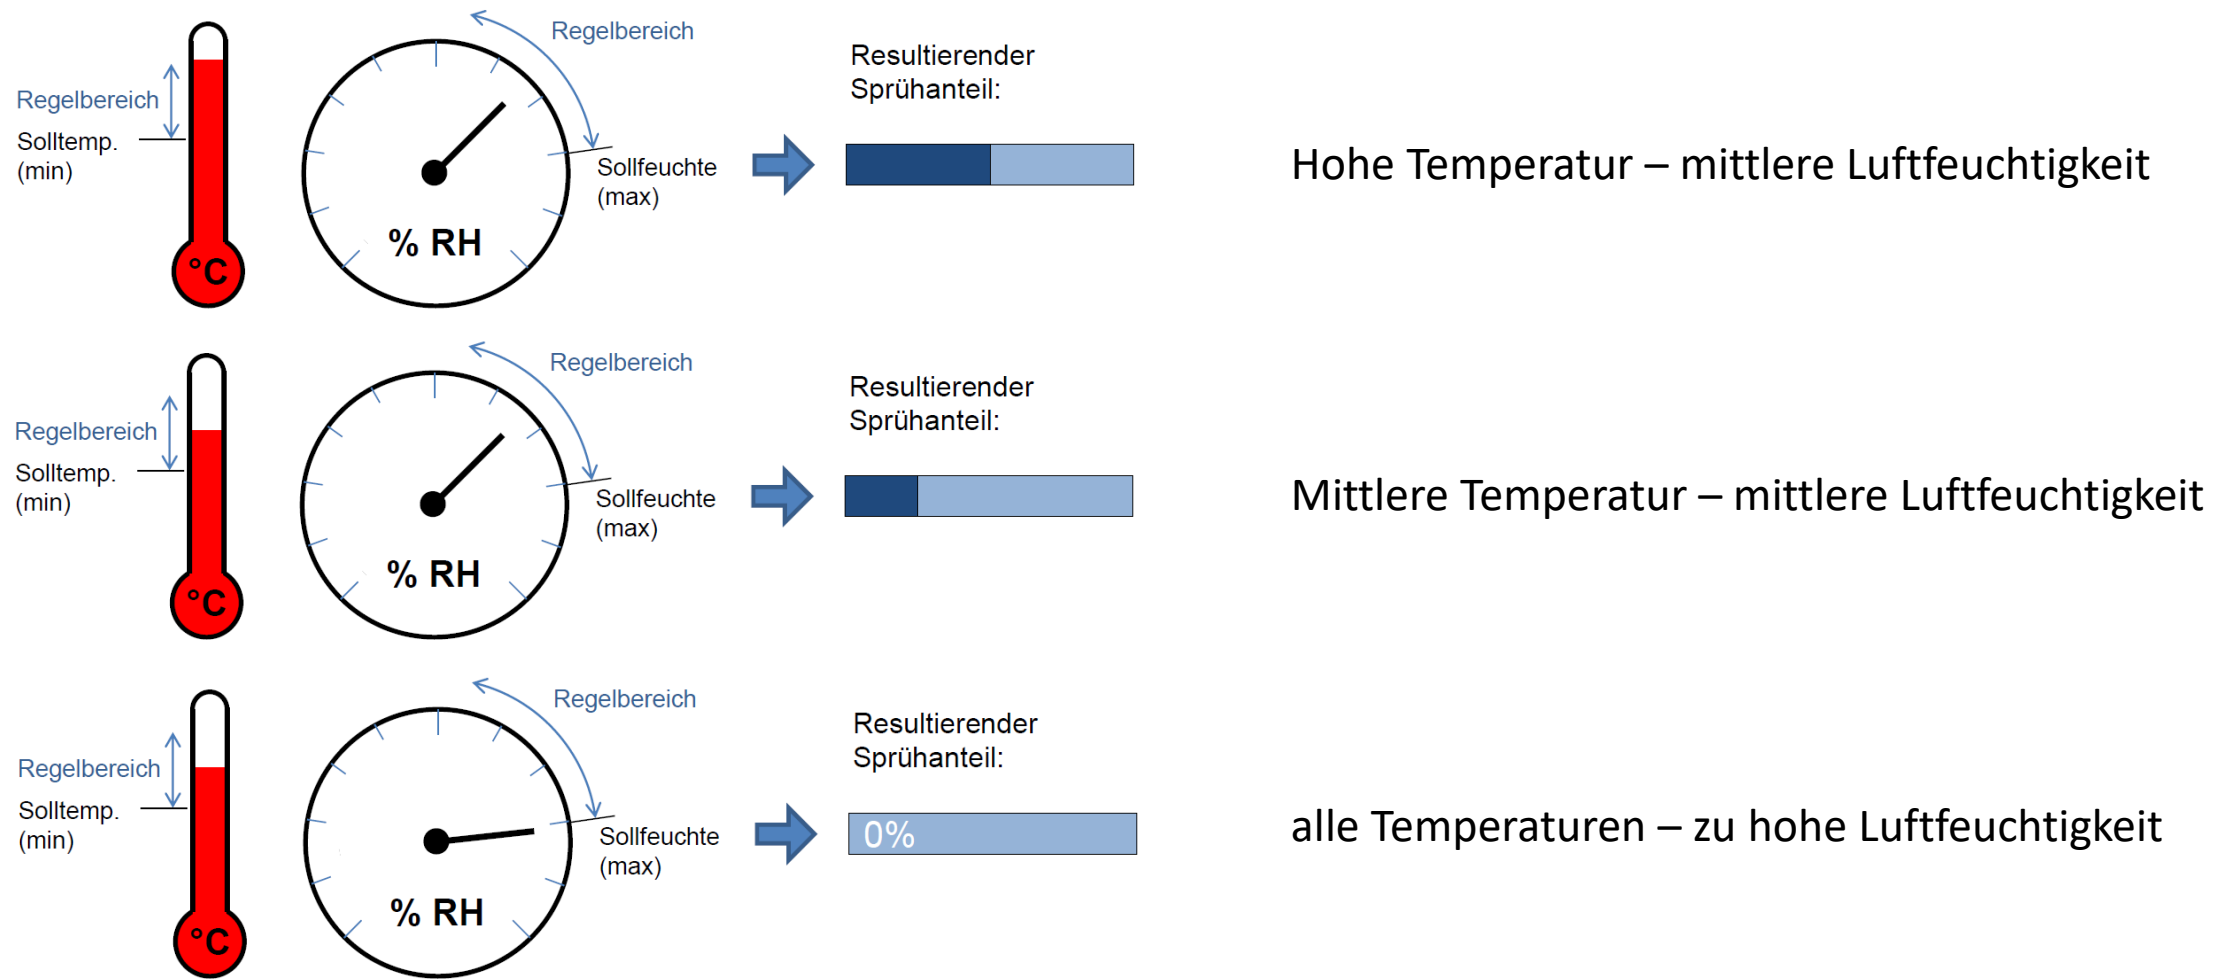 Regelbereich
Resultierender
Sprühanteil:
Regelbereich
Solltemp.
(min)
Sollfeuchte
(max)
% RH
°C
Hohe Temperatur – mittlere Luftfeuchtigkeit
Regelbereich
Resultierender
Sprühanteil:
Regelbereich
Solltemp.
(min)
Sollfeuchte
(max)
% RH
°C
Mittlere Temperatur – mittlere Luftfeuchtigkeit
Regelbereich
Resultierender
Sprühanteil:
Regelbereich
Solltemp.
(min)
Sollfeuchte
(max)
0%
% RH
°C
alle Temperaturen – zu hohe Luftfeuchtigkeit